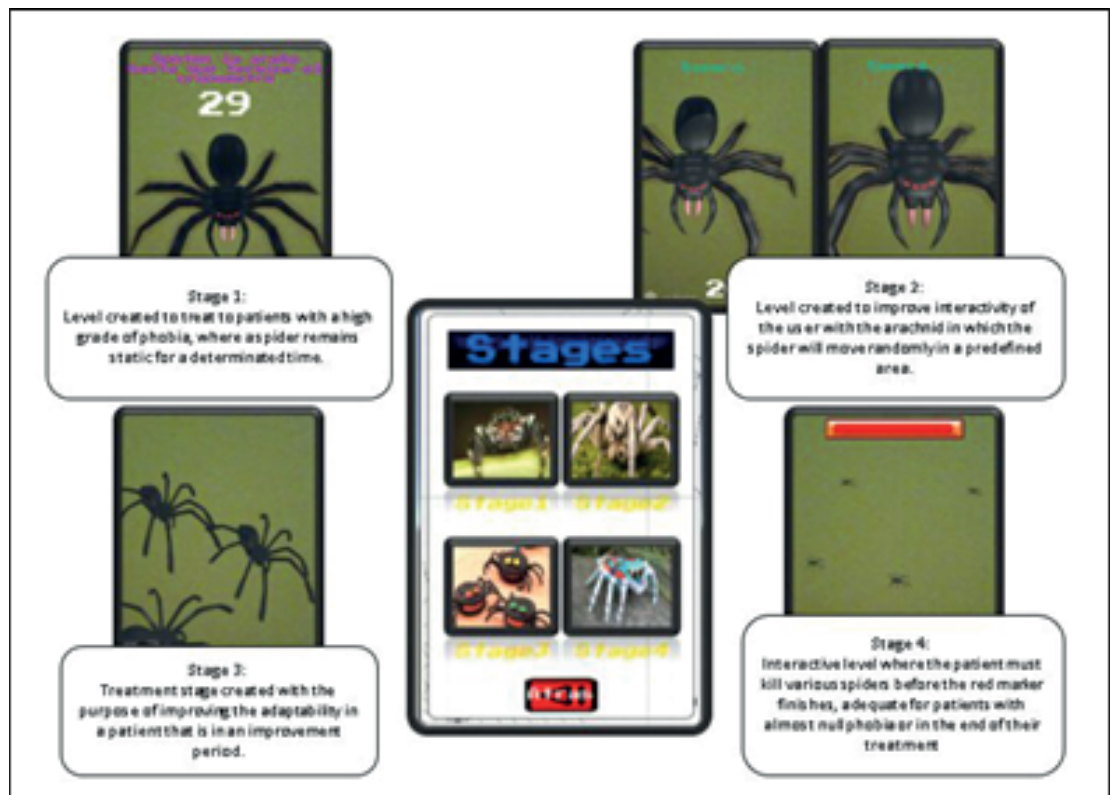 29
Stage 1:
Level created to treat to patients with a high
grade of phobia, where as pider remains
static for a determinated time.
2
Stage 2:
Level created to improve interactivity of
the user with the arachnid in which the
spider will move randomly in a predefined
area.
Stages
Stage1 Stage2
Stage3 Stage4
Stage 3:
Treatment stage created with the
purpose of improving the adaptability in
a patient that is in an improvement
period.
Stage 4:
Interactive level where the patient must
kill various spiders before the red marker
finishes, adequate for patients with
almost null phobia or in the end of their
treatment